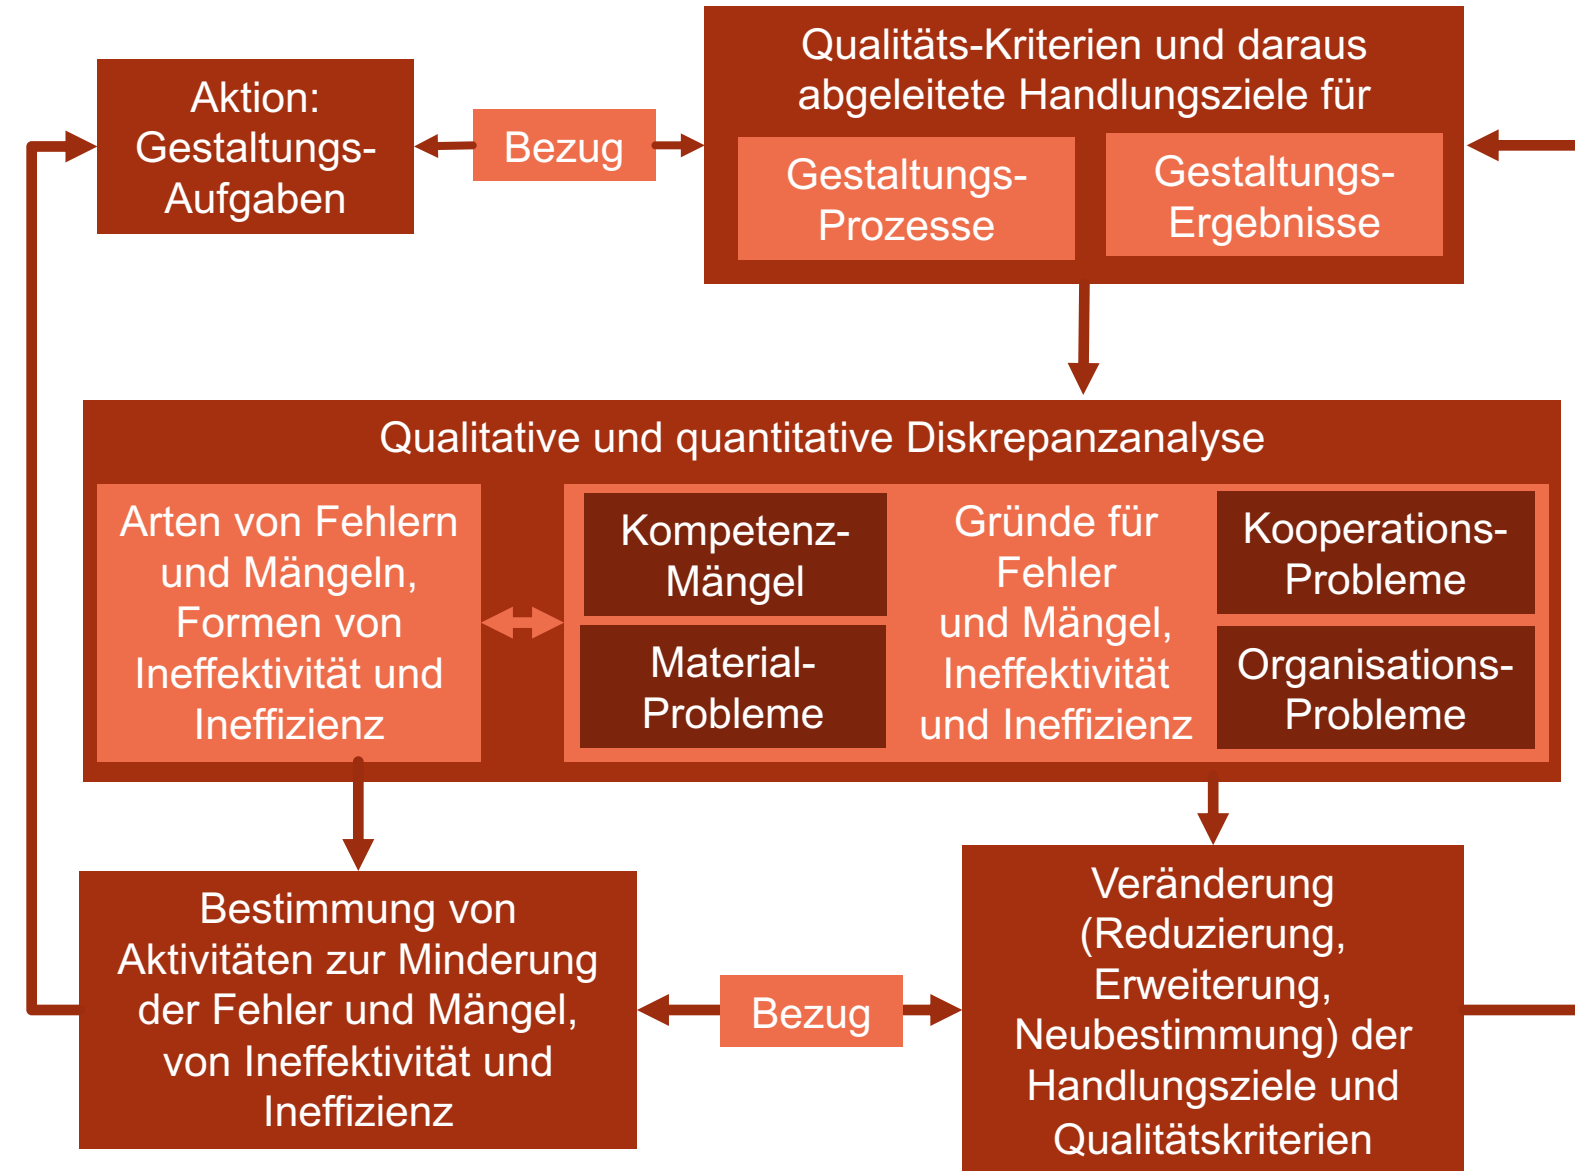 Aktion:
Gestaltungs-
Aufgaben
Bezug
Qualitäts-Kriterien und daraus
abgeleitete Handlungsziele für
Gestaltungs-
Prozesse
Gestaltungs-
Ergebnisse
Qualitative und quantitative Diskrepanzanalyse
Arten von Fehlern
und Mängeln,
Formen von
Ineffektivität und
Ineffizienz
Kompetenz-
Mängel
Material-
Probleme
Gründe für
Fehler
und Mängel,
Ineffektivität
und Ineffizienz
Kooperations-
Probleme
Organisations-
Probleme
Bestimmung von
Aktivitäten zur Minderung
der Fehler und Mängel,
von Ineffektivität und
Ineffizienz
Bezug
Veränderung
(Reduzierung,
Erweiterung,
Neubestimmung) der
Handlungsziele und
Qualitätskriterien